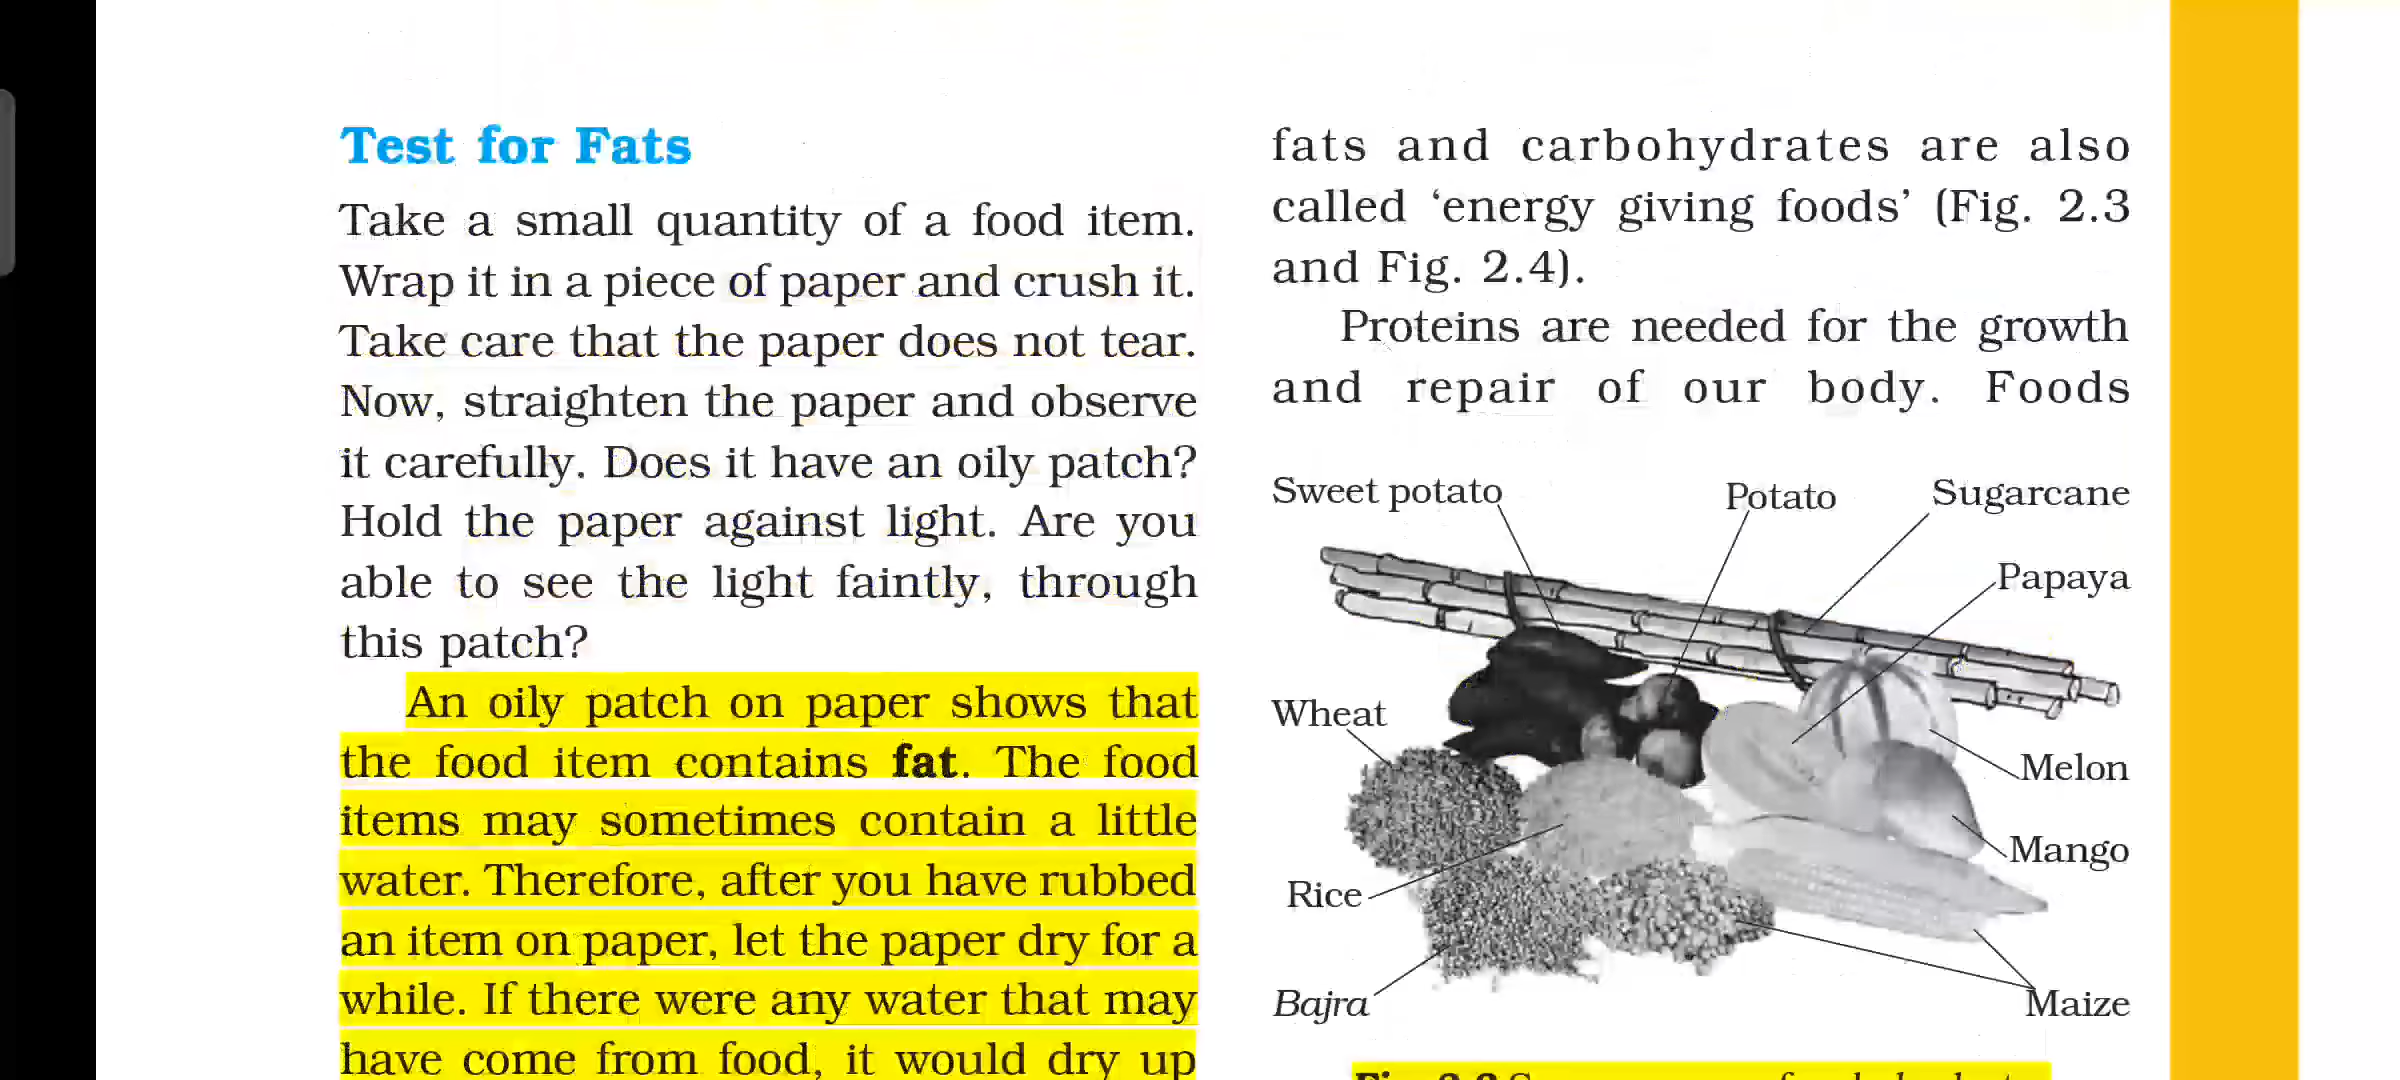 Test for Fats
Take a small quantity of a food item.
Wrap it in a piece of paper and crush it.
Take care that the paper does not tear.
Now, straighten the paper and observe
it carefully. Does it have an oily patch?
Hold the paper against light. Are you
able to see the light faintly, through
this patch?
An oily patch on paper shows that
the food item contains fat. The food
items may sometimes contain a little
water. Therefore, after you have rubbed
an item on paper, let the paper dry for a
while. If there were any water that may
have come from food, it would dry up
fats and carbohydrates are also
called ‘energy giving foods’ (Fig. 2.3
and Fig. 2.4).
Proteins are needed for the growth
and repair of our body. Foods
Sweet potato
Potato
Sugarcane
Papaya
Wheat
Melon
Mango
Rice
Bajra
Maize